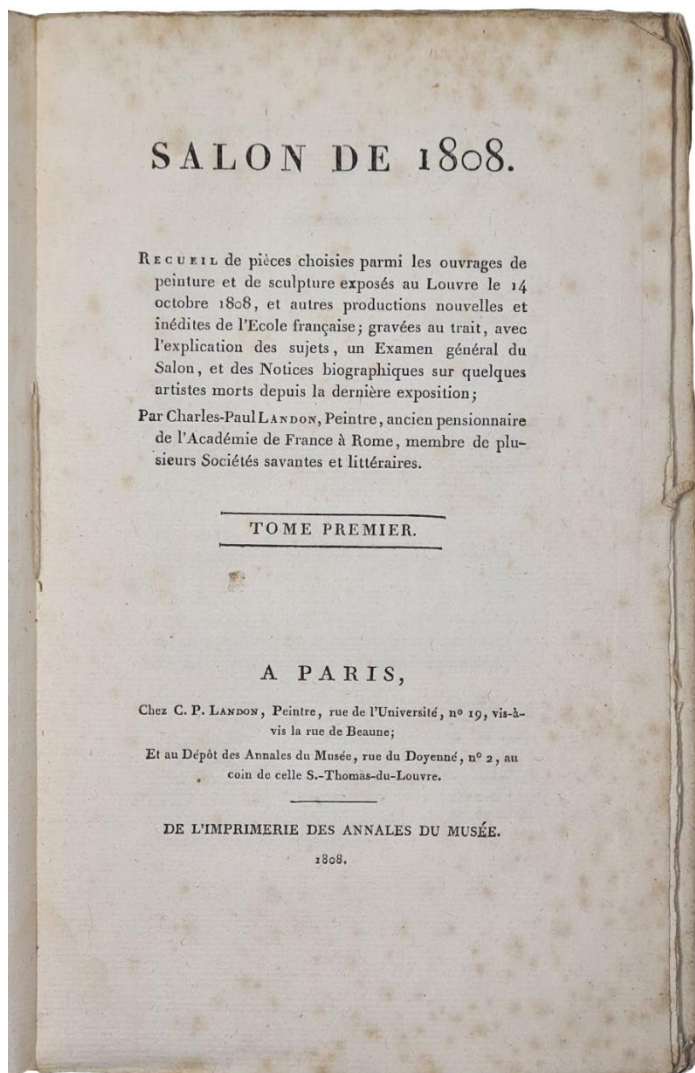 SALON DE 1808.
RECUEIL de pièces choisies parmi les ouvrages de
peinture et de sculpture exposés au Louvre le 14
octobre 1808, et autres productions nouvelles et
inédites de l'Ecole française; gravées au trait, avec
l'explication des sujets, un Examen général du
Salon, et des Notices biographiques sur quelques
artistes morts depuis la dernière exposition;
Par Charles-Paul LANDON, Peintre, ancien pensionnaire
de l'Académie de France à Rome, membre de plu-
sieurs Sociétés savantes et littéraires.
TOME PREMIER.
A PARIS,
Chez C. P. LANDON, Peintre, rue de l'Université, nº 19, vis-à-
vis la rue de Beaune;
Et au Dépôt des Annales du Musée, rue du Doyenné, nº 2, au
coin de celle S.-Thomas-du-Louvre.
DE L'IMPRIMERIE DES ANNALES DU MUSÉE.
1808.